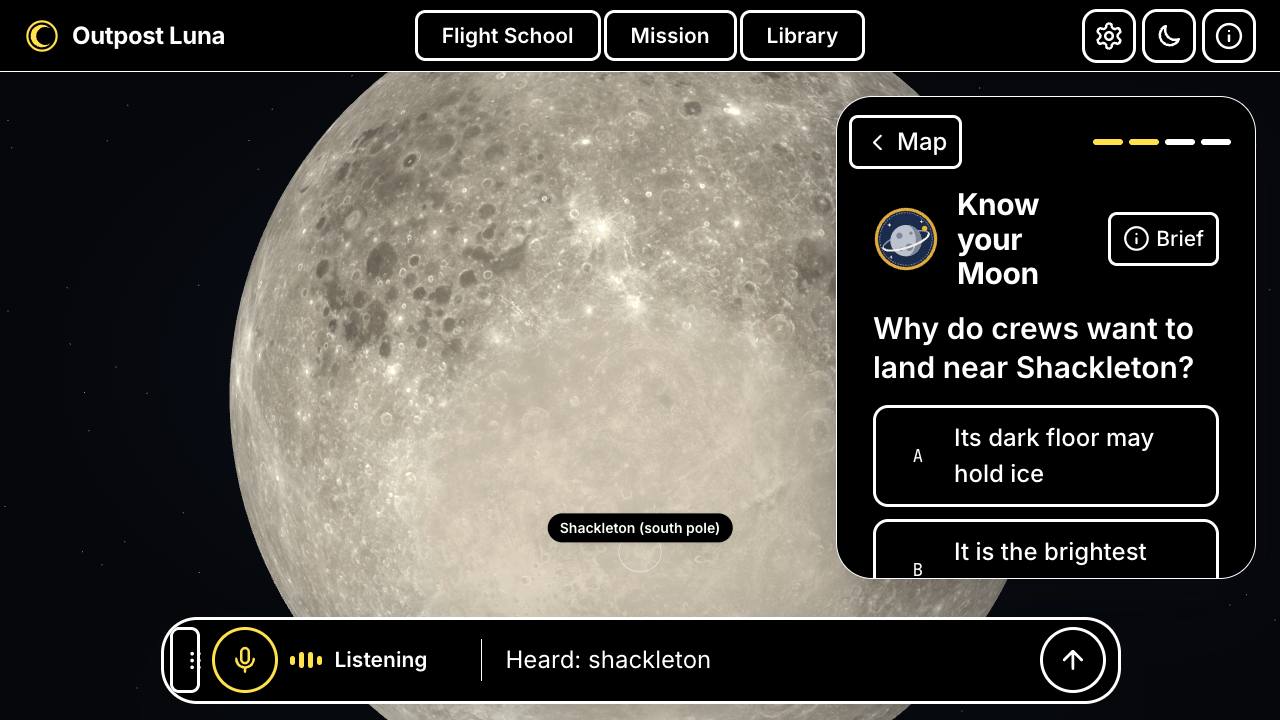 Outpost Luna
Flight School
Mission
Library
Map
Know
your
Moon
Brief
Why do crews want to
land near Shackleton?
A
Its dark floor may
hold ice
B
It is the brightest
Shackleton (south pole)
Listening
Heard: shackleton